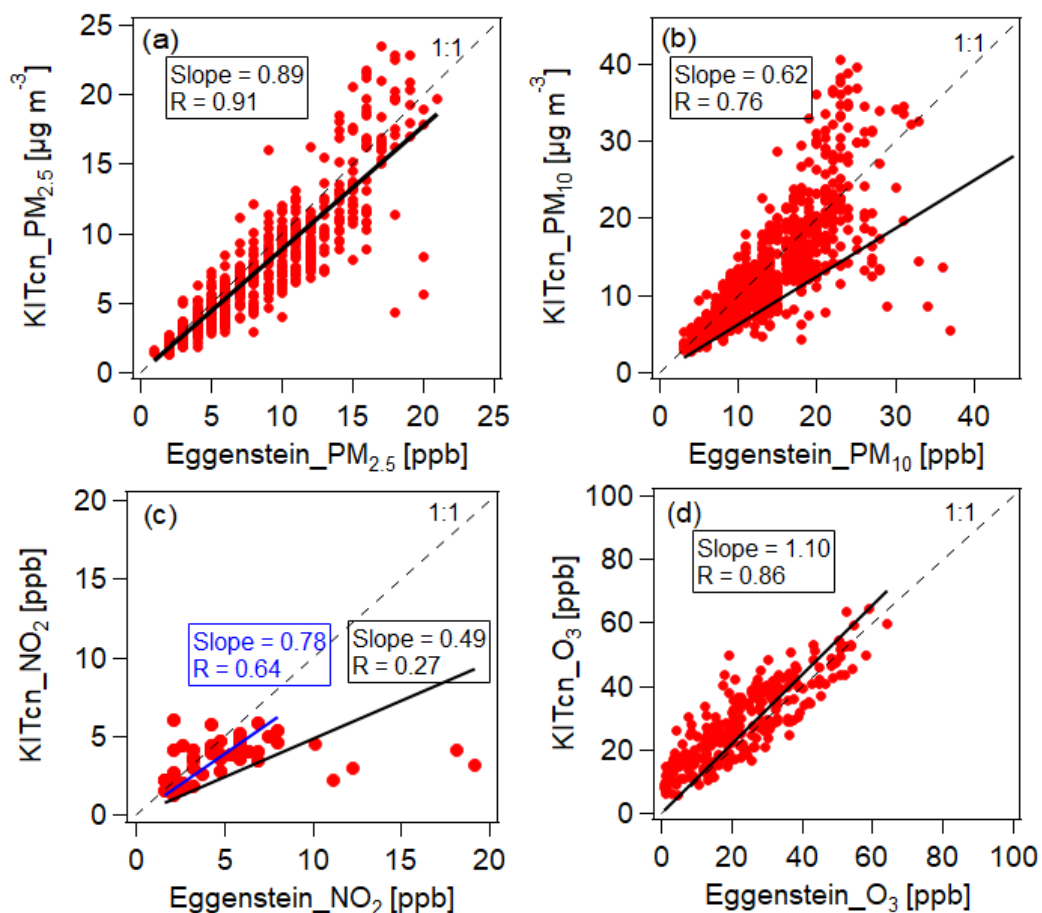 (a)
1:1
Slope = 0.89
R = 0.91
25
20
15
10
5
0
KITcn_PM2.5 [µg m-3]
0 5 10 15 20 25
Eggenstein_PM2.5 [ppb]
(b)
1:1
Slope = 0.62
R = 0.76
40
30
20
10
0
KITcn_PM10 [µg m-3]
0 10 20 30 40
Eggenstein_PM10 [ppb]
(c)
1:1
Slope = 0.78
R = 0.64
Slope = 0.49
R = 0.27
20
15
10
5
0
KITcn_NO2 [ppb]
0 5 10 15 20
Eggenstein_NO2 [ppb]
(d)
1:1
Slope = 1.10
R = 0.86
100
80
60
40
20
0
KITcn_O3 [ppb]
0 20 40 60 80 100
Eggenstein_O3 [ppb]